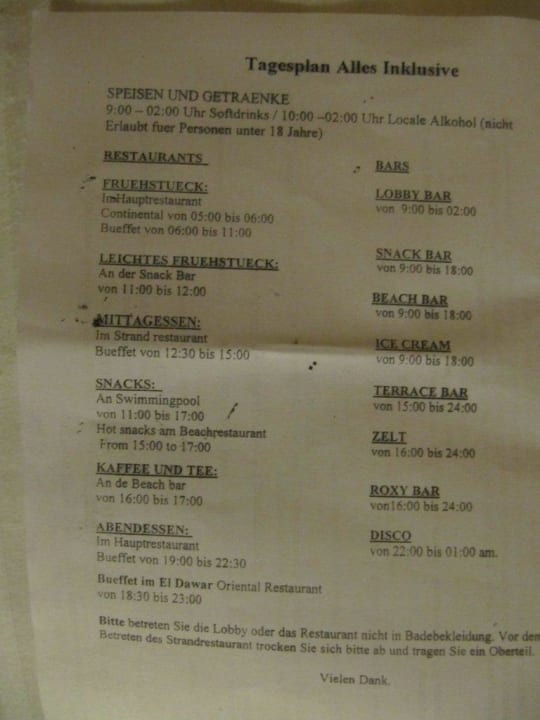 Tagesplan Alles Inklusive
SPEISEN UND GETRAENKE
9:00 – 02:00 Uhr Softdrinks / 10:00 –02:00 Uhr Locale Alkohol (nicht
Erlaubt fuer Personen unter 18 Jahre)
RESTAURANTS
FRUEHSTUECK:
Im Hauptrestaurant
Continental von 05:00 bis 06:00
Bueffet von 06:00 bis 11:00
LEICHTES FRUEHSTUECK:
An der Snack Bar
von 11:00 bis 12:00
MITTAGESSEN:
Im Strand restaurant
Bueffet von 12:30 bis 15:00
SNACKS:
An Swimmingpool
von 11:00 bis 17:00
Hot snacks am Beachrestaurant
From 15:00 to 17:00
KAFFEE UND TEE:
An de Beach bar
von 16:00 bis 17:00
ABENDESSEN:
Im Hauptrestaurant
Bueffet von 19:00 bis 22:30
Bueffet im El Dawar Oriental Restaurant
von 18:30 bis 23:00
BARS
LOBBY BAR
von 9:00 bis 02:00
SNACK BAR
von 9:00 bis 18:00
BEACH BAR
von 9:00 bis 18:00
ICE CREAM
von 9:00 bis 18:00
TERRACE BAR
von 15:00 bis 24:00
ZELT
von 16:00 bis 24:00
ROXY BAR
von16:00 bis 24:00
DISCO
von 22:00 bis 01:00 am.
Bitte betreten Sie die Lobby oder das Restaurant nicht in Badebekleidung. Vor dem
Betreten des Strandrestaurant trocken Sie sich bitte ab und tragen Sie ein Oberteil.
Vielen Dank.